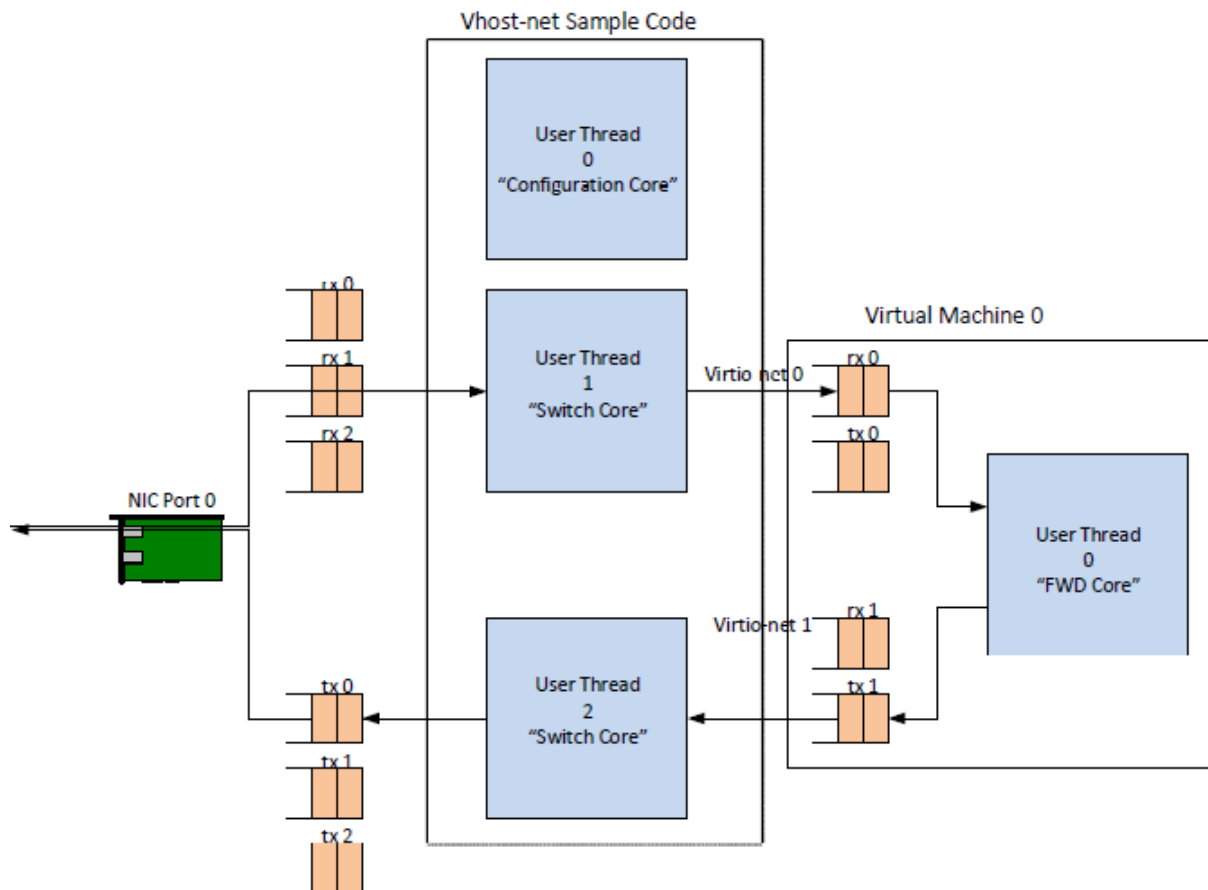 Vhost-net Sample Code
User Thread
0
“Configuration Core”
rx 0
rx 1
rx 2
User Thread
1
“Switch Core”
Virtio-net 0
Virtual Machine 0
rx 0
tx 0
NIC Port 0
User Thread
0
“FWD Core”
rx 1
Virtio-net 1
tx 1
User Thread
2
“Switch Core”
tx 0
tx 1
tx 2